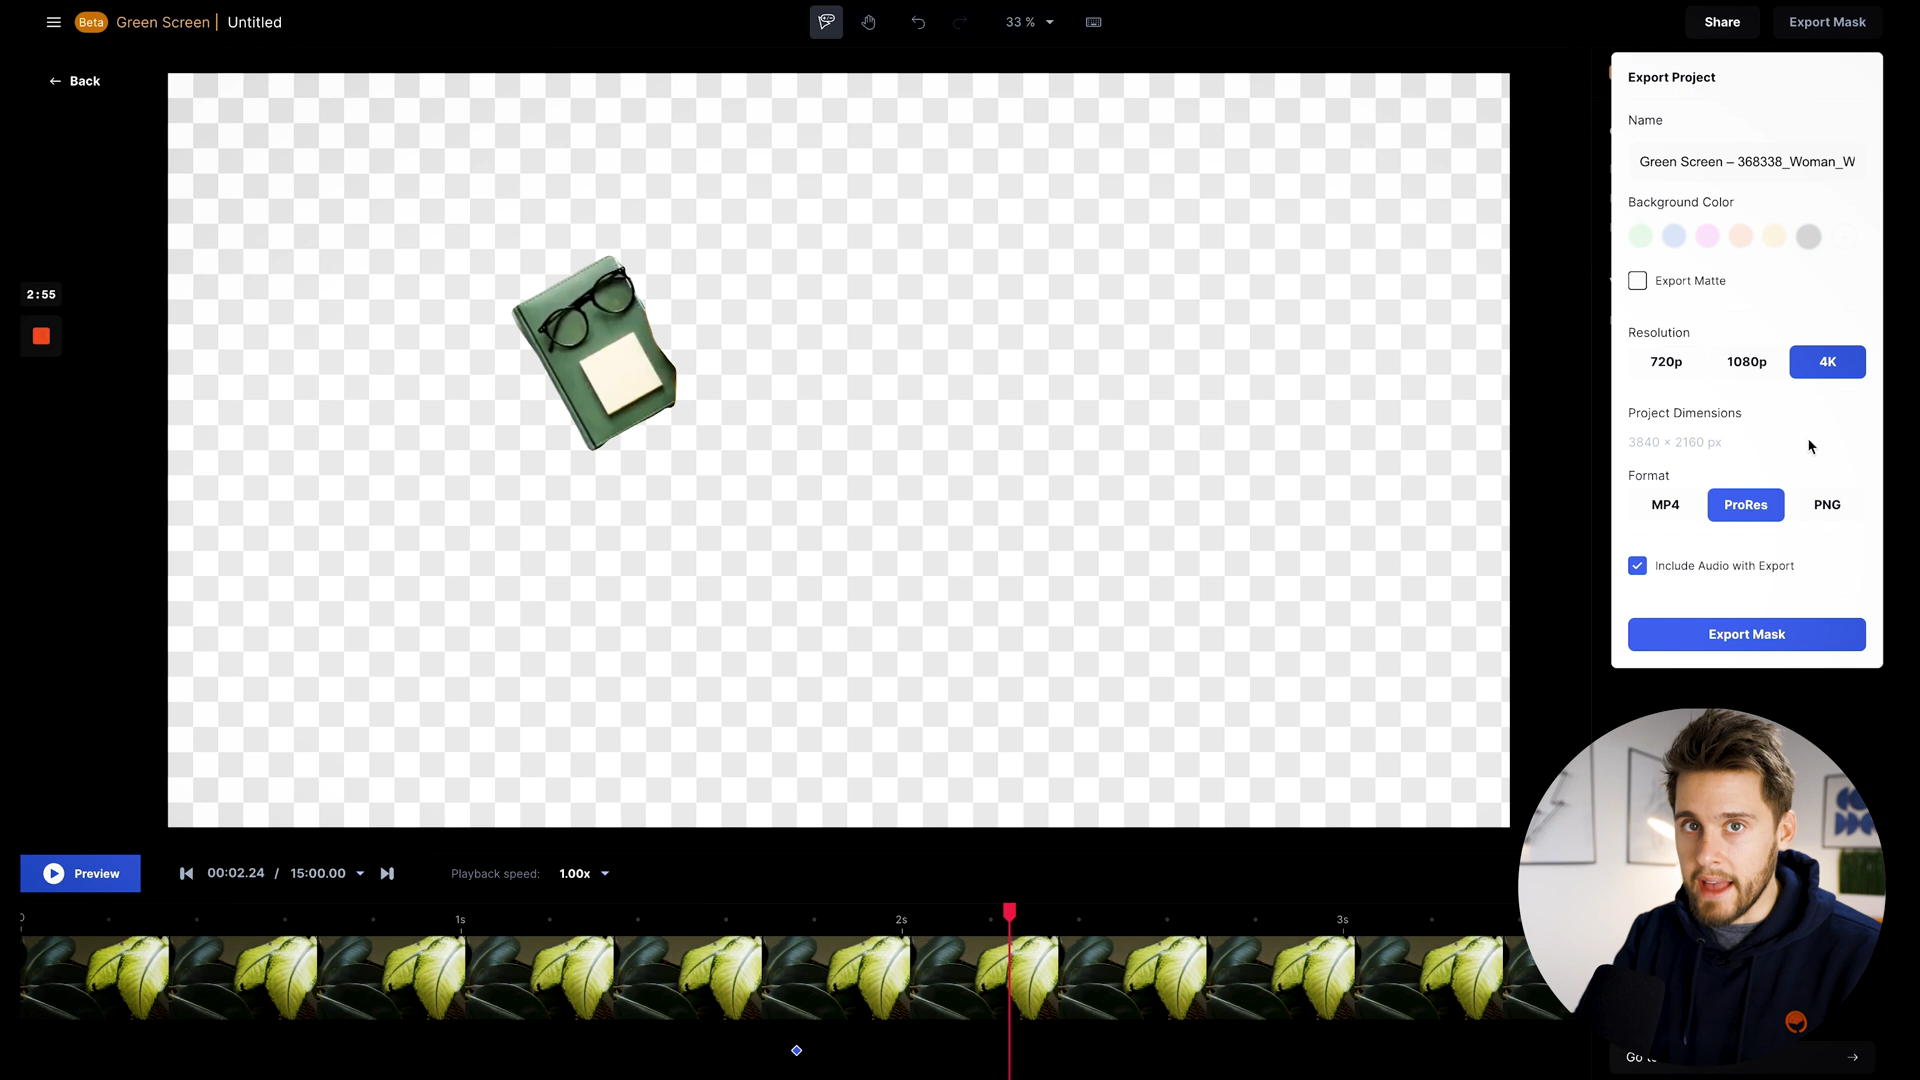 Beta Green Screen | Untitled
33 %
Share
Export Mask
Back
Export Project
Name
Green Screen – 368338_Woman_W
Background Color
Export Matte
Resolution
720p 1080p 4K
Project Dimensions
3840 × 2160 px
Format
MP4 ProRes PNG
Include Audio with Export
Export Mask
2:55
Preview
00:02.24 / 15:00.00
Playback speed: 1.00x
0 1s 2s 3s
Go